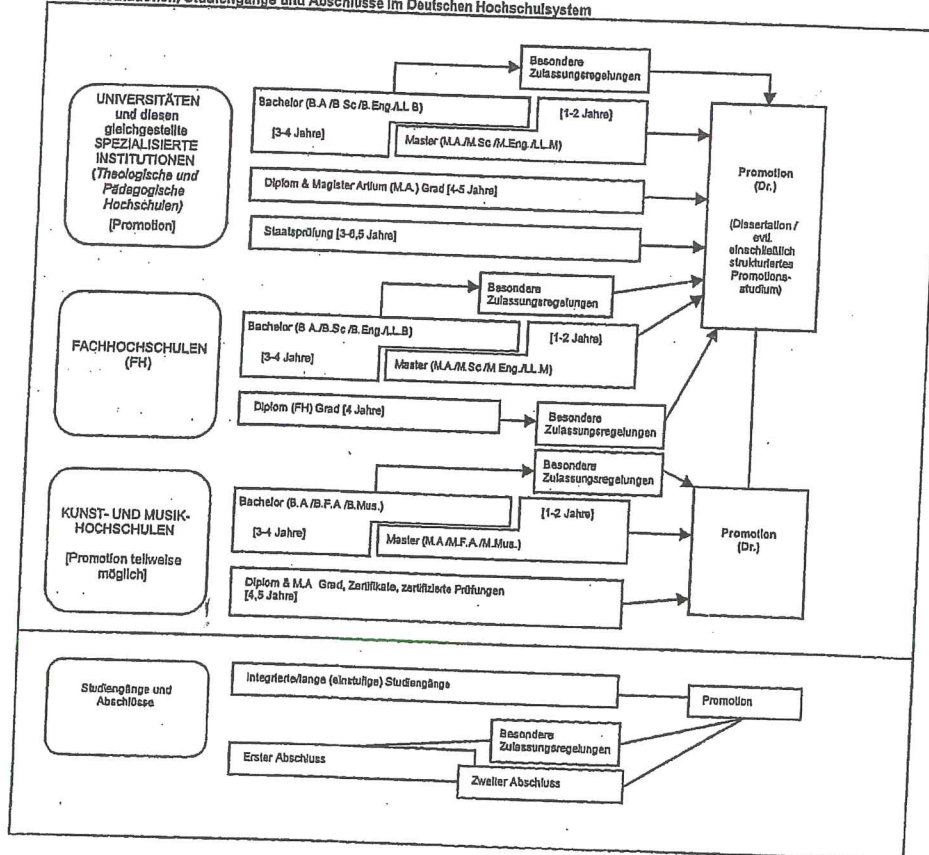 Studiengänge und Abschlüsse im Deutschen Hochschulsystem
UNIVERSITÄTEN
und diesen
gleichgestellte
SPEZIALISIERTE
INSTITUTIONEN
(Theologische und
Pädagogische
Hochschulen)
[Promotion]
Besondere
Zulassungsregelungen
Bachelor (B.A/B Sc/B.Eng./LL B)
[3-4 Jahre]
[1-2 Jahre]
Master (M.A./M.Sc/M.Eng./LL.M)
Diplom & Magister Artium (M.A.) Grad [4-5 Jahre]
Staatsprüfung [3-6,5 Jahre]
Promotion
(Dr.)
(Dissertation /
evtl.
einschließlich
strukturiertes
Promotions-
studium)
FACHHOCHSCHULEN
(FH)
Besondere
Zulassungsregelungen
Bachelor (B A./B.Sc /B.Eng./LL.B)
[3-4 Jahre]
[1-2 Jahre]
Master (M.A./M.Sc/M Eng./LL.M)
Diplom (FH) Grad [4 Jahre]
Besondere
Zulassungsregelungen
KUNST- UND MUSIK-
HOCHSCHULEN
[Promotion teilweise
möglich]
Besondere
Zulassungsregelungen
Bachelor (B.A /B.F.A /B.Mus.)
[3-4 Jahre]
[1-2 Jahre]
Master (M.A /M.F.A /M.Mus.)
Diplom & M.A Grad, Zertifikate, zertifizierte Prüfungen
[4,5 Jahre]
Promotion
(Dr.)
Studiengänge und
Abschlüsse
Integrierte/lange (einstufige) Studiengänge
Promotion
Besondere
Zulassungsregelungen
Erster Abschluss
Zweiter Abschluss